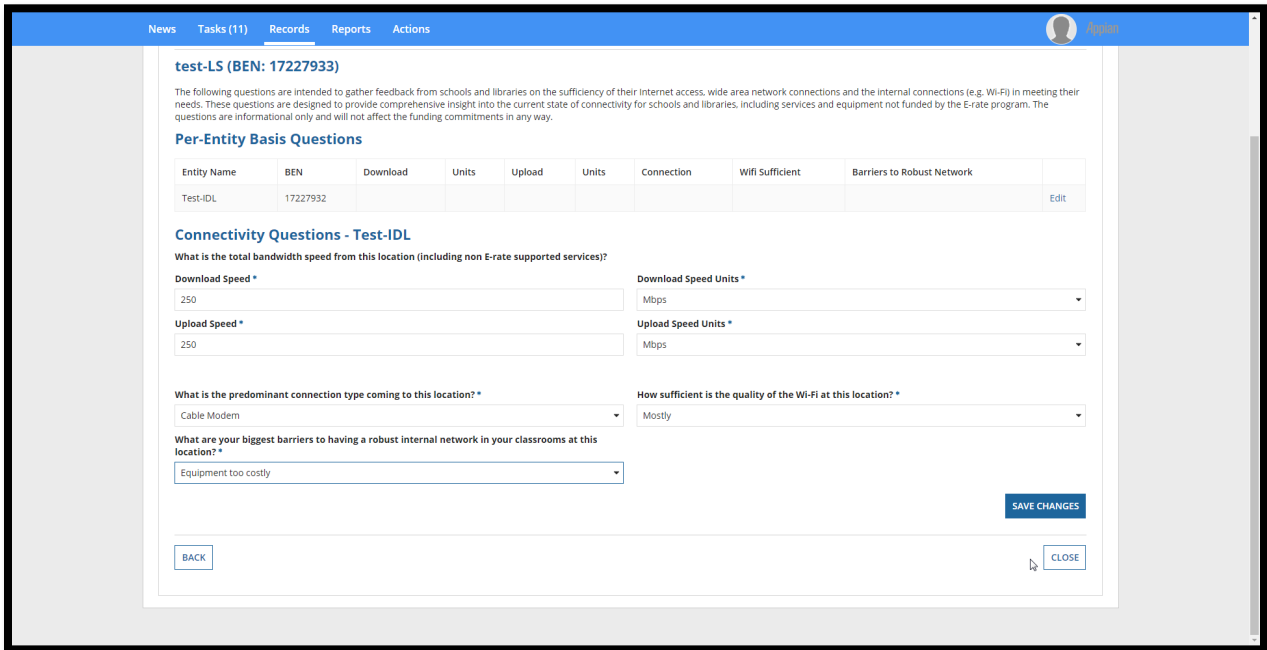 News Tasks (11) Records Reports Actions Appian
test-LS (BEN: 17227933)
The following questions are intended to gather feedback from schools and libraries on the sufficiency of their Internet access, wide area network connections and the internal connections (e.g. Wi-Fi) in meeting their
needs. These questions are designed to provide comprehensive insight into the current state of connectivity for schools and libraries, including services and equipment not funded by the E-rate program. The
questions are informational only and will not affect the funding commitments in any way.
Per-Entity Basis Questions
Entity Name BEN Download Units Upload Units Connection Wifi Sufficient Barriers to Robust Network
Test-IDL 17227932 Edit
Connectivity Questions - Test-IDL
What is the total bandwidth speed from this location (including non E-rate supported services)?
Download Speed * Download Speed Units *
250 Mbps
Upload Speed * Upload Speed Units *
250 Mbps
What is the predominant connection type coming to this location? * How sufficient is the quality of the Wi-Fi at this location? *
Cable Modem Mostly
What are your biggest barriers to having a robust internal network in your classrooms at this
location? *
Equipment too costly
SAVE CHANGES
BACK CLOSE